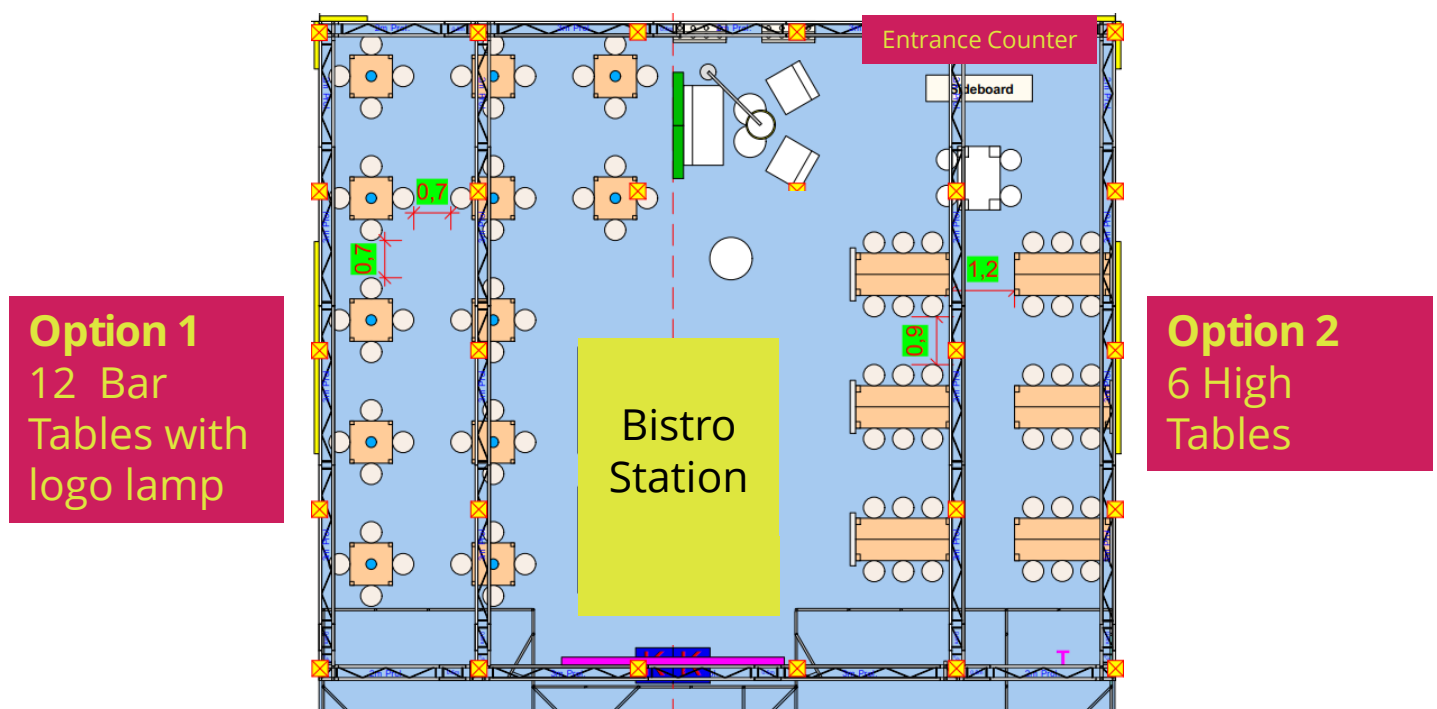 Entrance Counter
Sideboard
0,7
0,7
1,2
0,9
Option 1
12 Bar
Tables with
logo lamp
Bistro
Station
Option 2
6 High
Tables
T